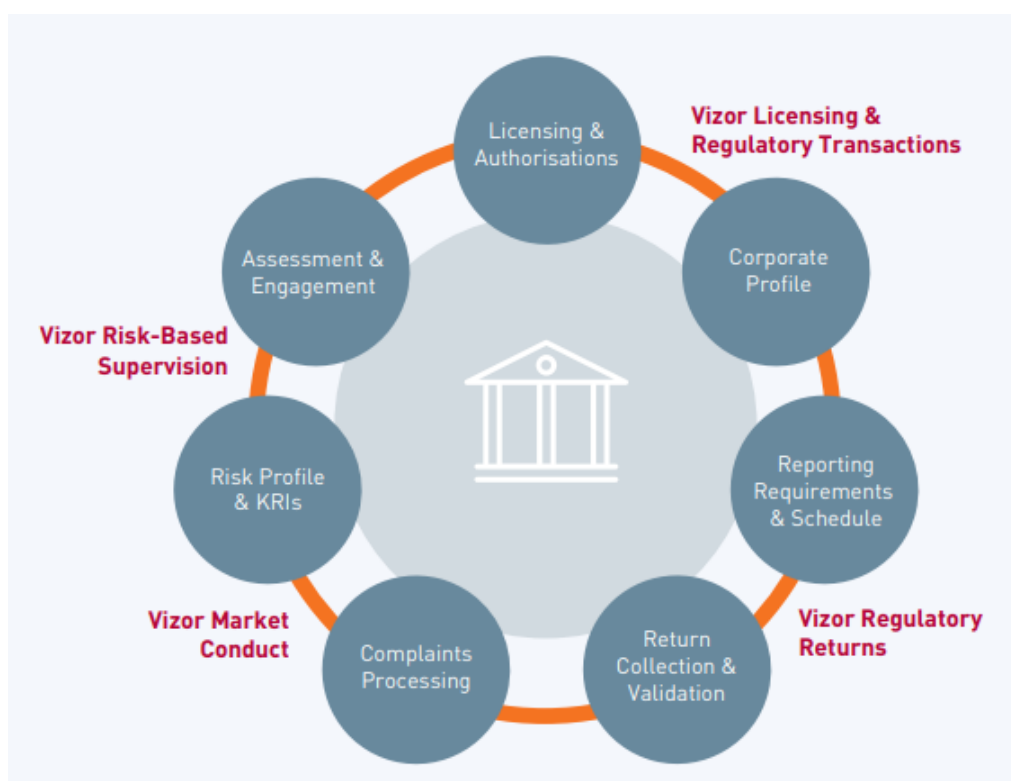 Licensing &
Authorisations
Vizor Licensing &
Regulatory Transactions
Corporate
Profile
Reporting
Requirements
& Schedule
Vizor Regulatory
Returns
Return
Collection &
Validation
Complaints
Processing
Vizor Market
Conduct
Risk Profile
& KRIs
Vizor Risk-Based
Supervision
Assessment &
Engagement